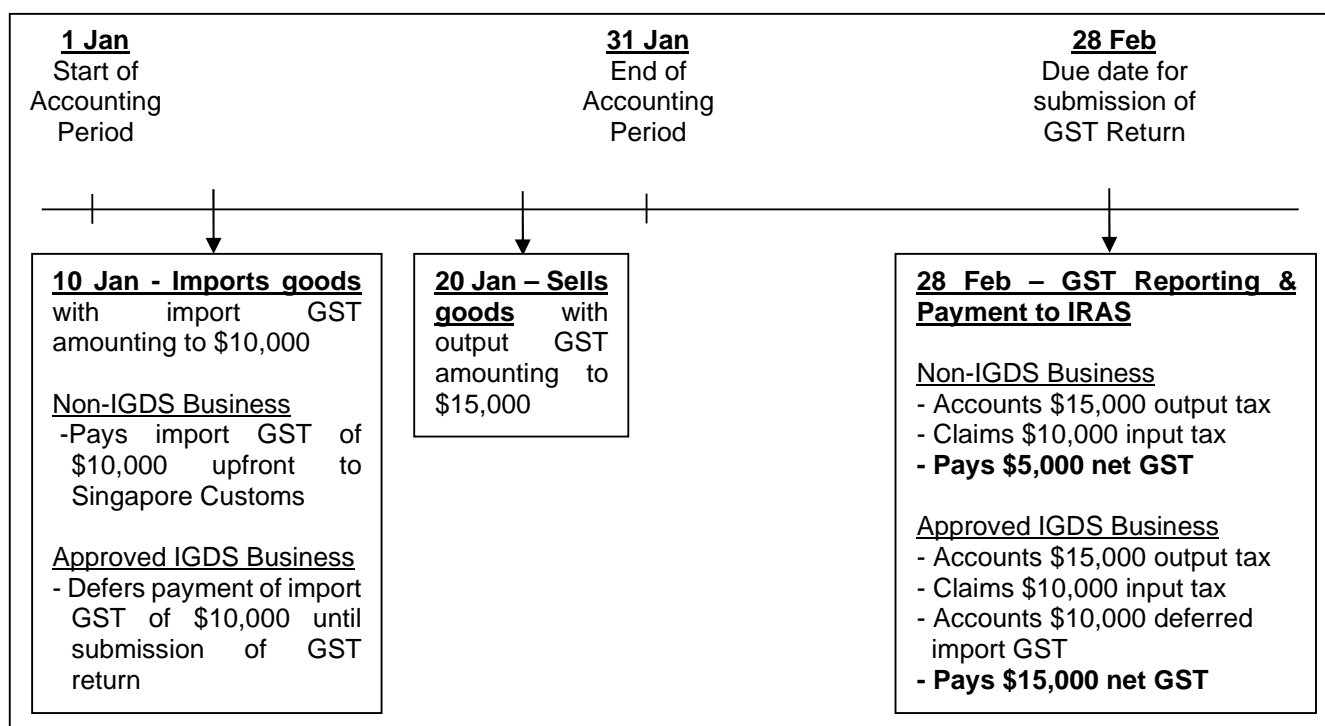 1 Jan
Start of
Accounting
Period
31 Jan
End of
Accounting
Period
28 Feb
Due date for
submission of
GST Return
10 Jan - Imports goods
with import GST
amounting to $10,000
Non-IGDS Business
-Pays import GST of
$10,000 upfront to
Singapore Customs
Approved IGDS Business
- Defers payment of import
GST of $10,000 until
submission of GST
return
20 Jan – Sells
goods with
output GST
amounting to
$15,000
28 Feb – GST Reporting &
Payment to IRAS
Non-IGDS Business
- Accounts $15,000 output tax
- Claims $10,000 input tax
- Pays $5,000 net GST
Approved IGDS Business
- Accounts $15,000 output tax
- Claims $10,000 input tax
- Accounts $10,000 deferred
import GST
- Pays $15,000 net GST